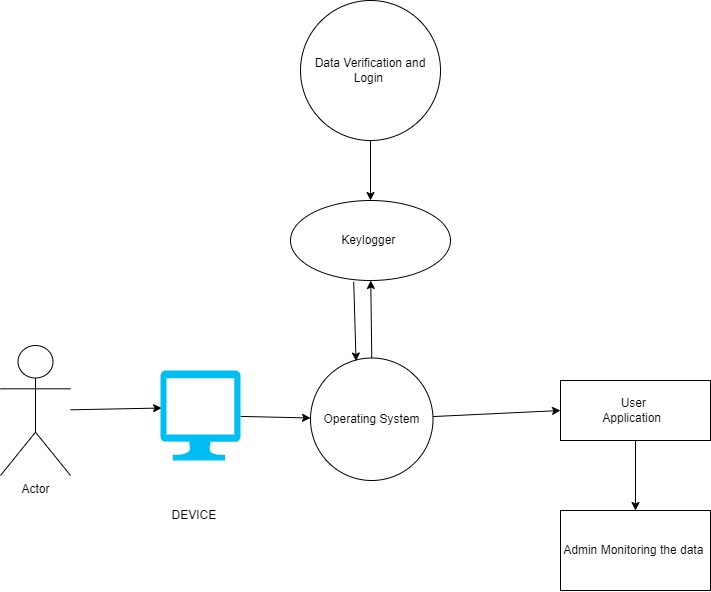 Data Verification and
Login
Keylogger
Operating System
User
Application
Actor
DEVICE
Admin Monitoring the data